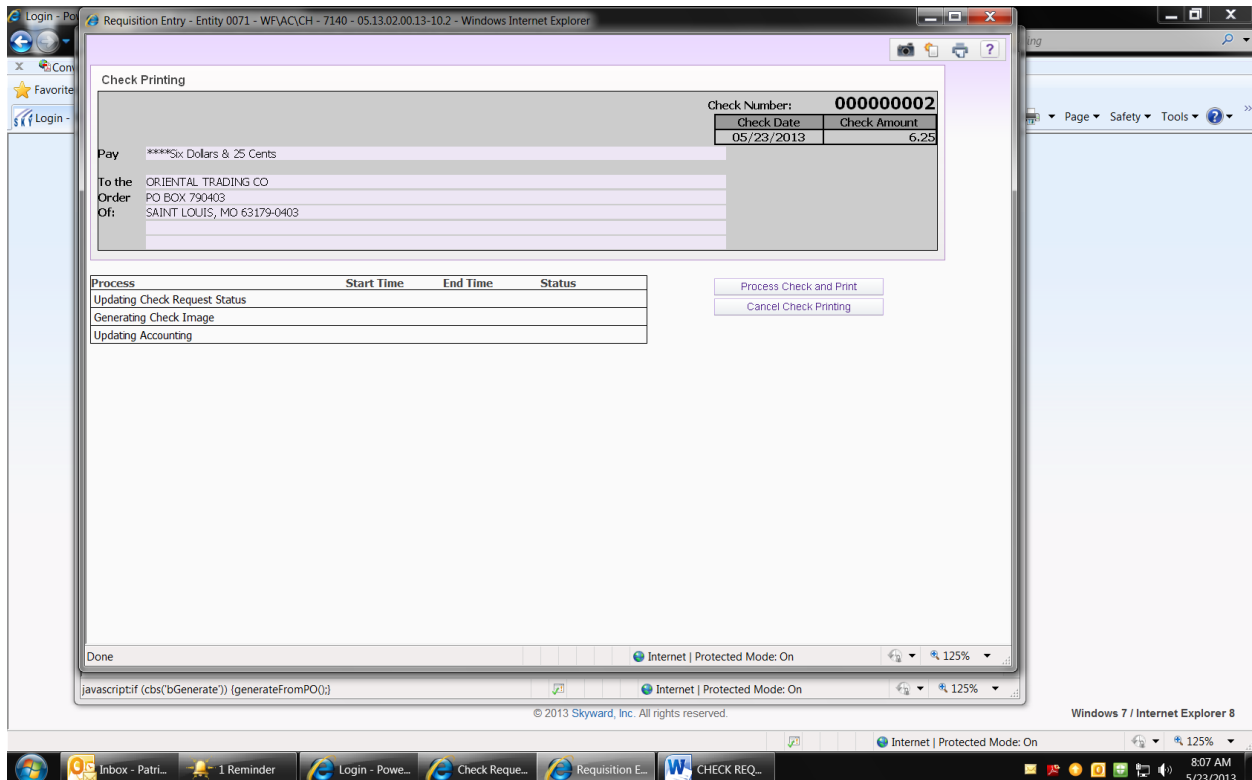 Login - Po
Requisition Entry - Entity 0071 - WF\AC\CH - 7140 - 05.13.02.00.13-10.2 - Windows Internet Explorer
ing
X Con
Favorite
Login -
Page Safety Tools
Check Printing
Check Number: 000000002
Check Date Check Amount
05/23/2013 6.25
Pay ****Six Dollars & 25 Cents
To the ORIENTAL TRADING CO
Order PO BOX 790403
Of: SAINT LOUIS, MO 63179-0403
Process Start Time End Time Status
Updating Check Request Status
Generating Check Image
Updating Accounting
Process Check and Print
Cancel Check Printing
Done Internet | Protected Mode: On 125%
javascript:if (cbs('bGenerate')) {generateFromPO();} Internet | Protected Mode: On 125%
© 2013 Skyward, Inc. All rights reserved. Windows 7 / Internet Explorer 8
Internet | Protected Mode: On 125%
Inbox - Patri... 1 Reminder Login - Powe... Check Reque... Requisition E... CHECK REQ... 8:07 AM
5/23/2013